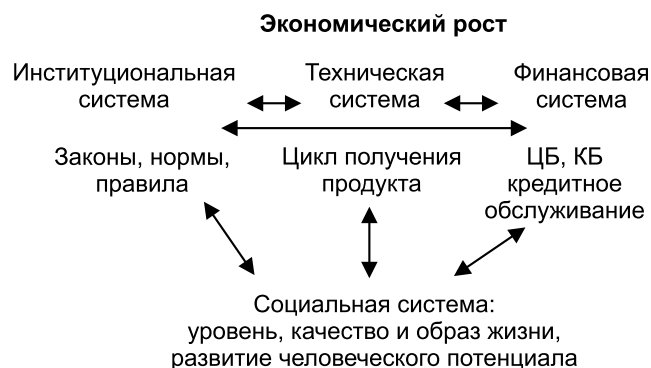 Экономический рост
Институциональная система
Техническая система
Финансовая система
Законы, нормы, правила
Цикл получения продукта
ЦБ, КБ кредитное обслуживание
Социальная система:
уровень, качество и образ жизни,
развитие человеческого потенциала